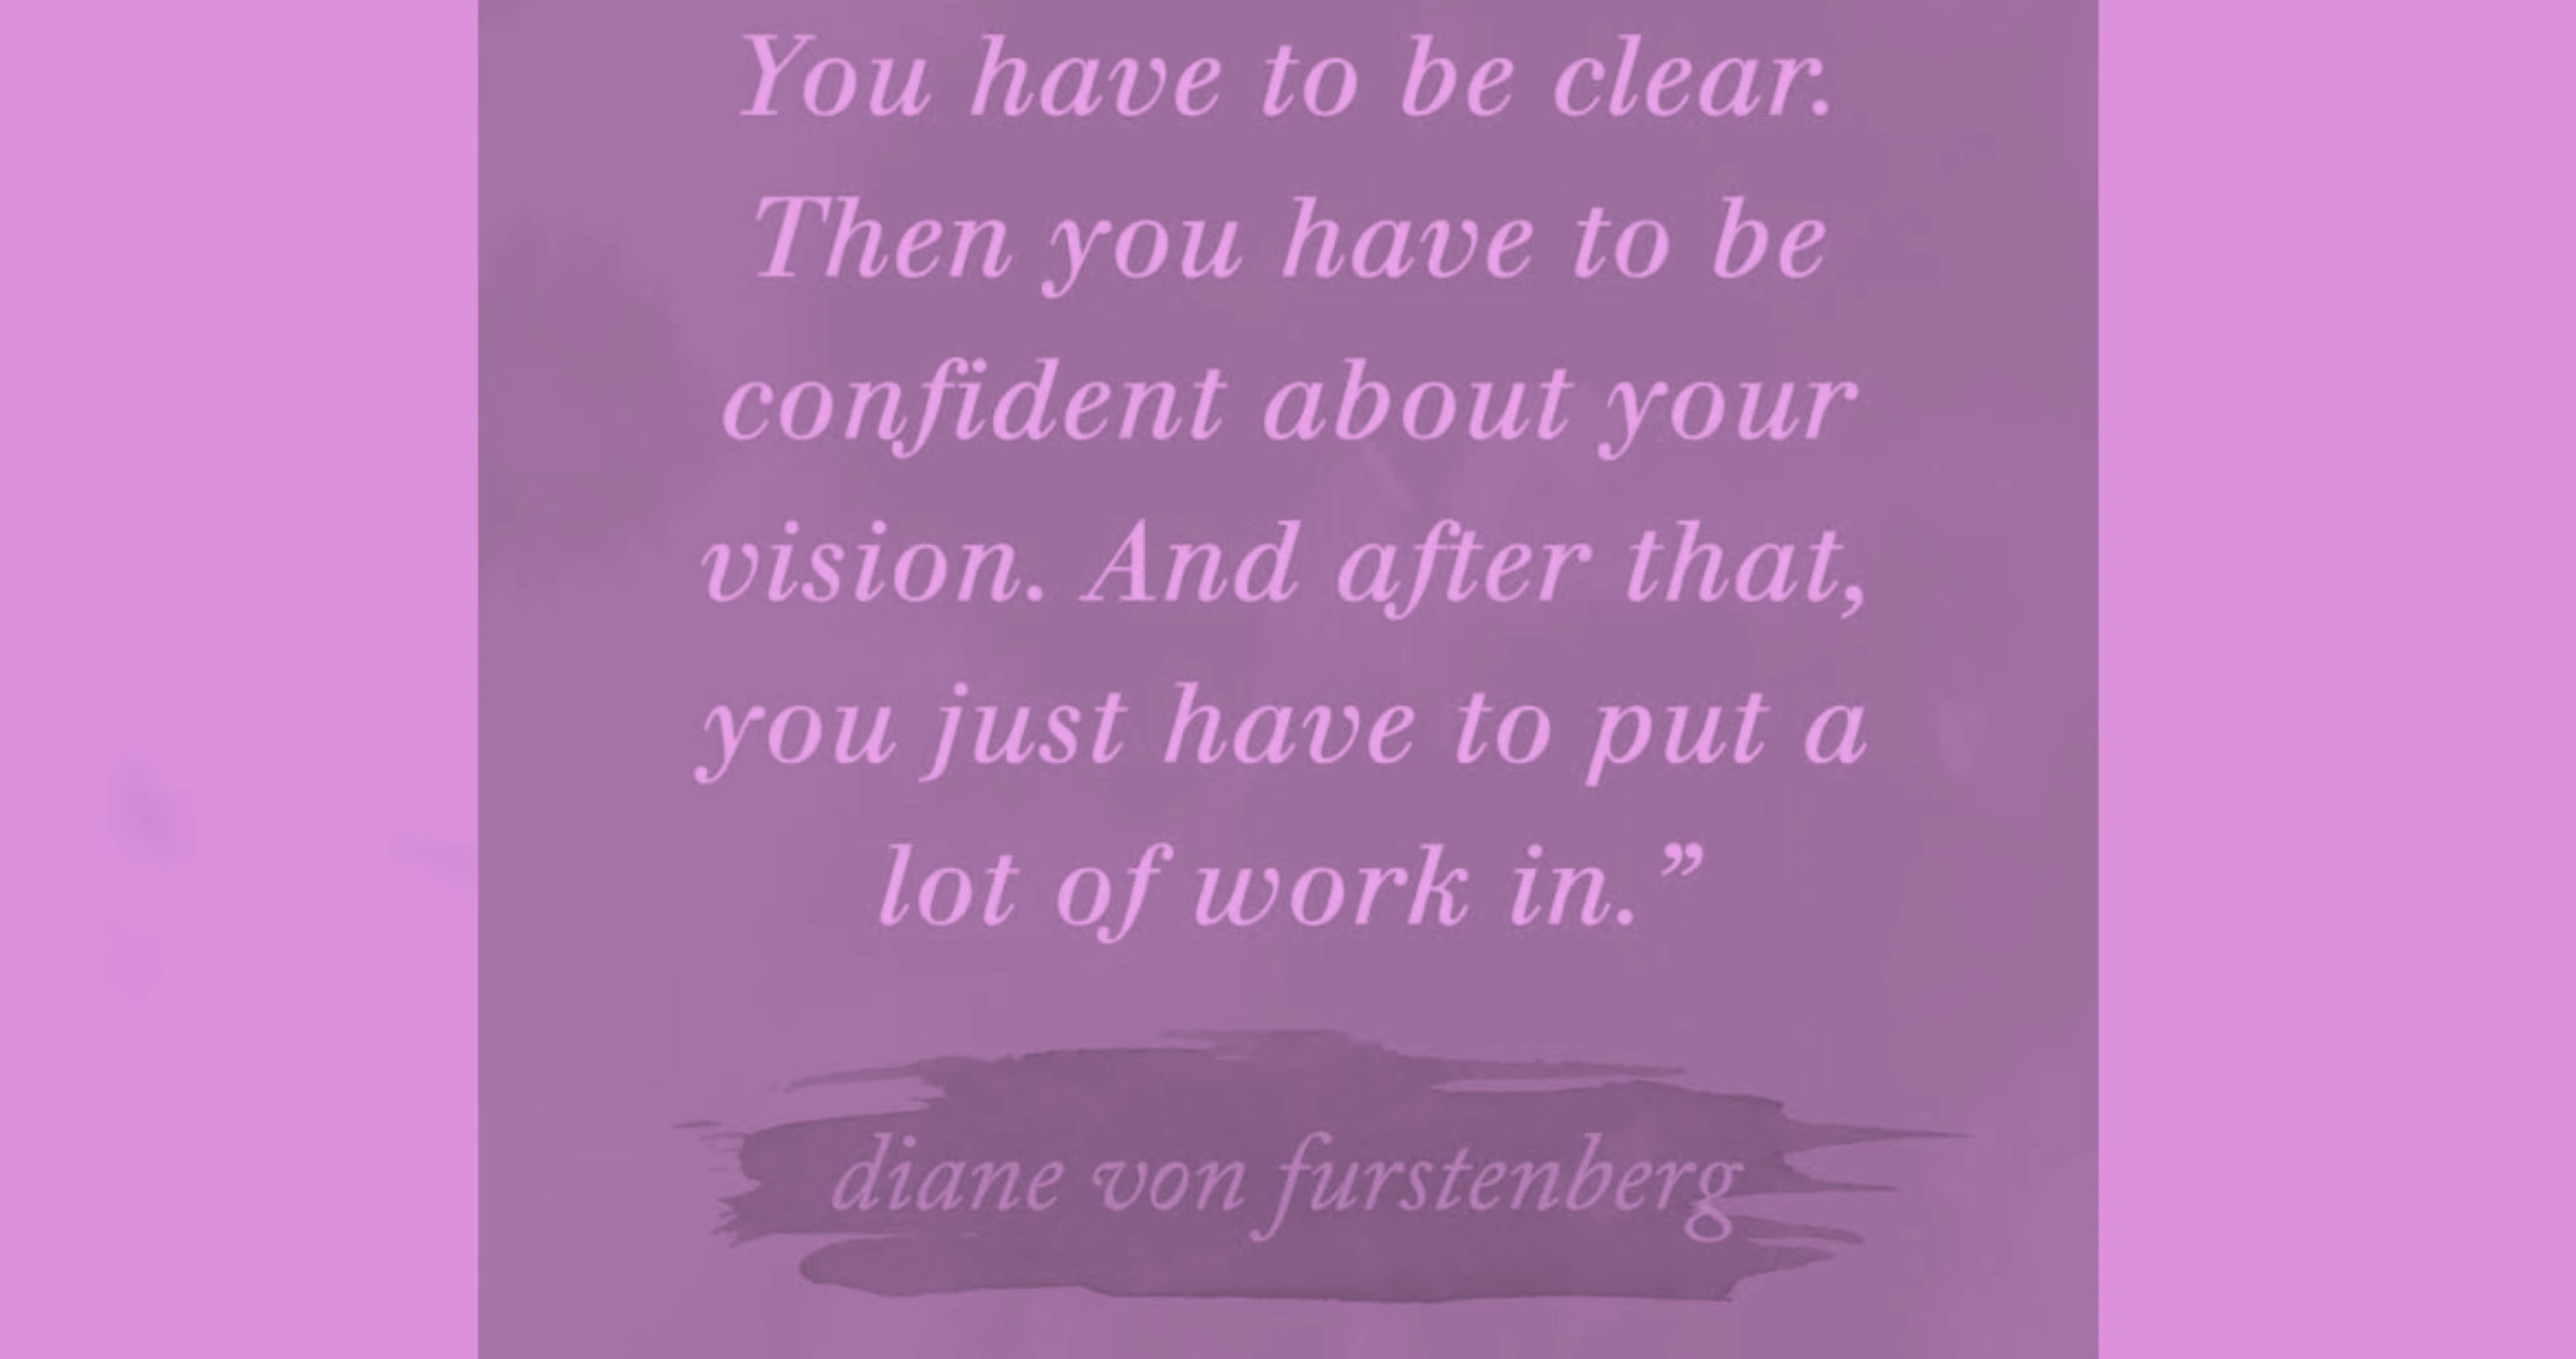 You have to be clear.
Then you have to be
confident about your
vision. And after that,
you just have to put a
lot of work in.”
diane von furstenberg